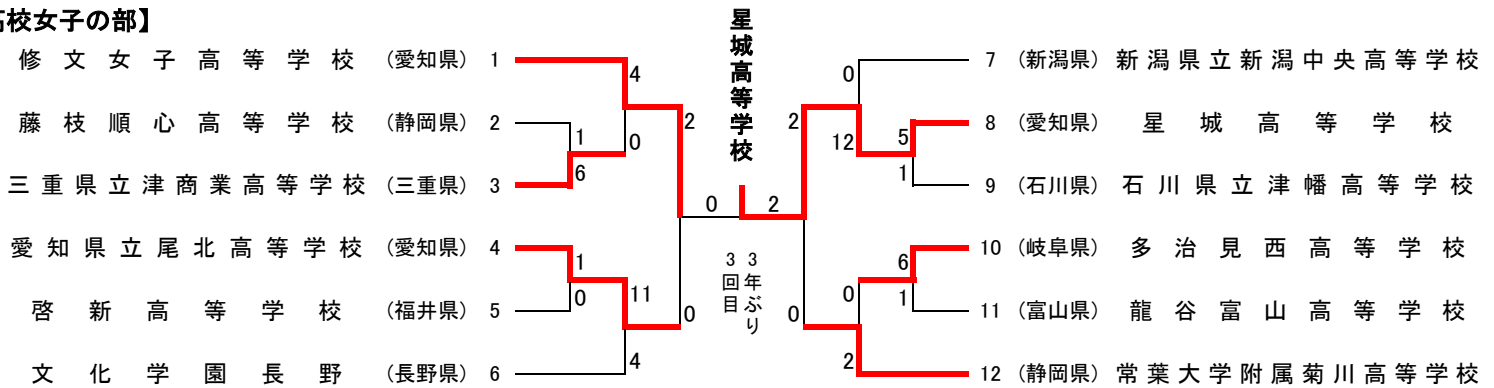 高校女子の部】
修文女子高等学校 (愛知県) 1
藤枝順心高等学校 (静岡県) 2
三重県立津商業高等学校 (三重県) 3
愛知県立尾北高等学校 (愛知県) 4
啓新高等学校 (福井県) 5
文化学園長野 (長野県) 6
4
1
0
6
2
1
0
11
4
0
0
2
星城高等学校
3年ぶり
3回目
2
0
0
12
5
1
6
1
0
2
7 (新潟県) 新潟県立新潟中央高等学校
8 (愛知県) 星城高等学校
9 (石川県) 石川県立津幡高等学校
10 (岐阜県) 多治見西高等学校
11 (富山県) 龍谷富山高等学校
12 (静岡県) 常葉大学附属菊川高等学校